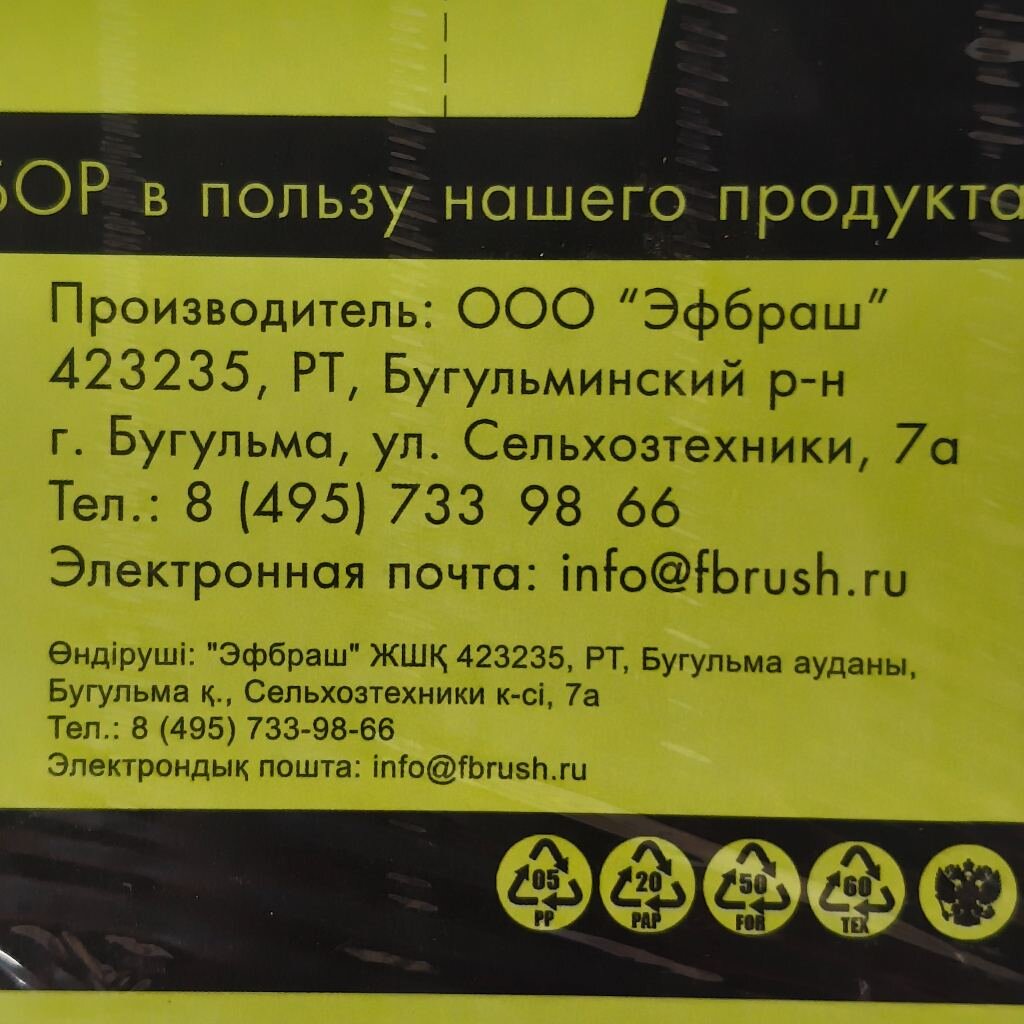 БОР в пользу нашего продукта
Производитель: ООО "Эфбраш"
423235, РТ, Бугульминский р-н
г. Бугульма, ул. Сельхозтехники, 7а
Тел.: 8 (495) 733 98 66
Электронная почта: info@fbrush.ru
Өндіруші: "Эфбраш" ЖШҚ 423235, РТ, Бугульма ауданы,
Бугульма қ., Сельхозтехники к-сі, 7а
Тел.: 8 (495) 733-98-66
Электрондық пошта: info@fbrush.ru
05 20 50 60
PP PAP FOR TEX